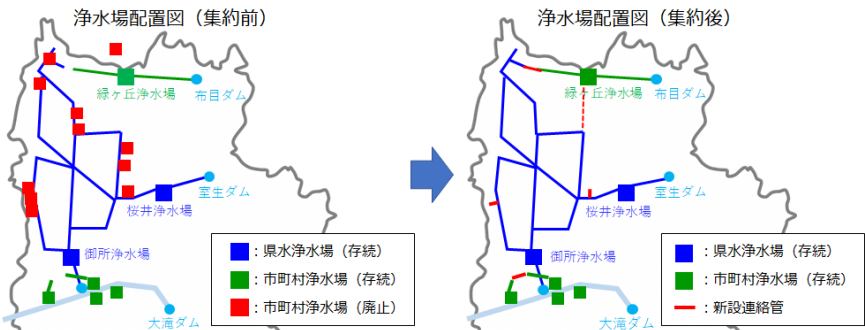 浄水場配置図（集約前）
緑ヶ丘浄水場
布目ダム
室生ダム
桜井浄水場
御所浄水場
大滝ダム
：県水浄水場（存続）
：市町村浄水場（存続）
：市町村浄水場（廃止）
浄水場配置図（集約後）
緑ヶ丘浄水場
布目ダム
室生ダム
桜井浄水場
御所浄水場
大滝ダム
：県水浄水場（存続）
：市町村浄水場（存続）
：新設連絡管